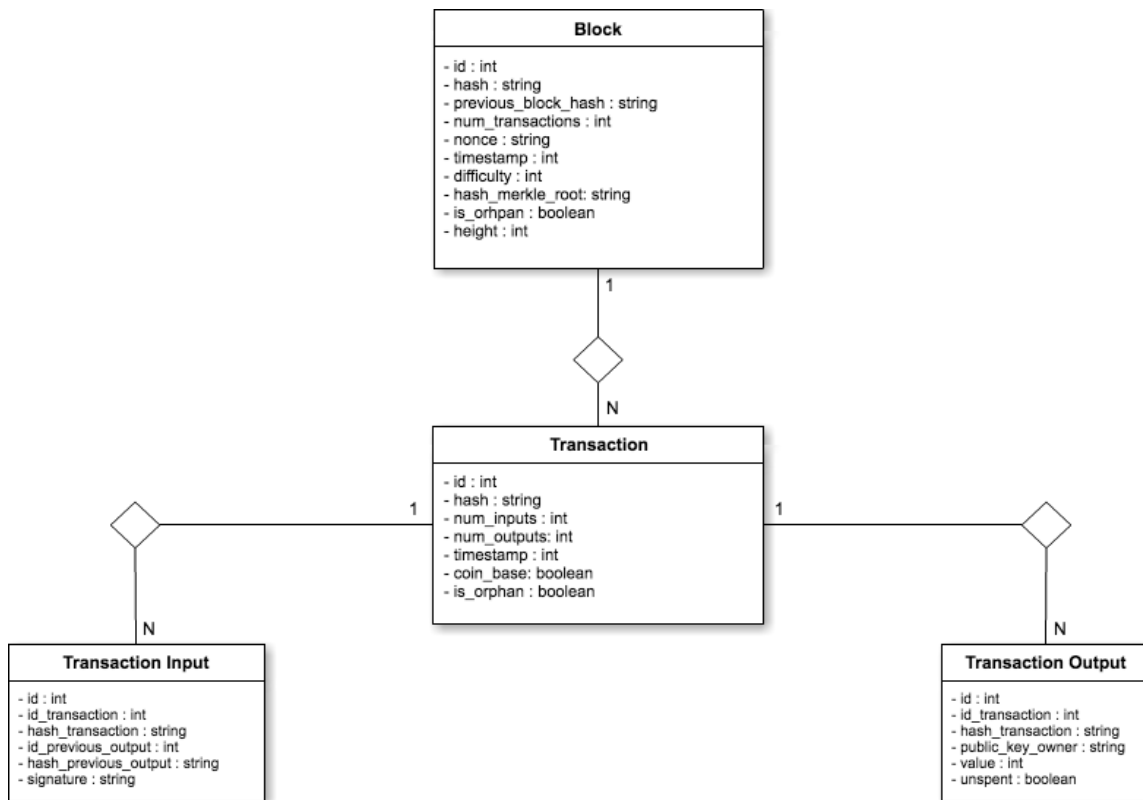 Block
- id : int
- hash : string
- previous_block_hash : string
- num_transactions : int
- nonce : string
- timestamp : int
- difficulty : int
- hash_merkle_root: string
- is_orhpan : boolean
- height : int
1
N
Transaction
- id : int
- hash : string
- num_inputs : int
- num_outputs: int
- timestamp : int
- coin_base: boolean
- is_orphan : boolean
1
1
N
N
Transaction Input
- id : int
- id_transaction : int
- hash_transaction : string
- id_previous_output : int
- hash_previous_output : string
- signature : string
Transaction Output
- id : int
- id_transaction : int
- hash_transaction : string
- public_key_owner : string
- value : int
- unspent : boolean